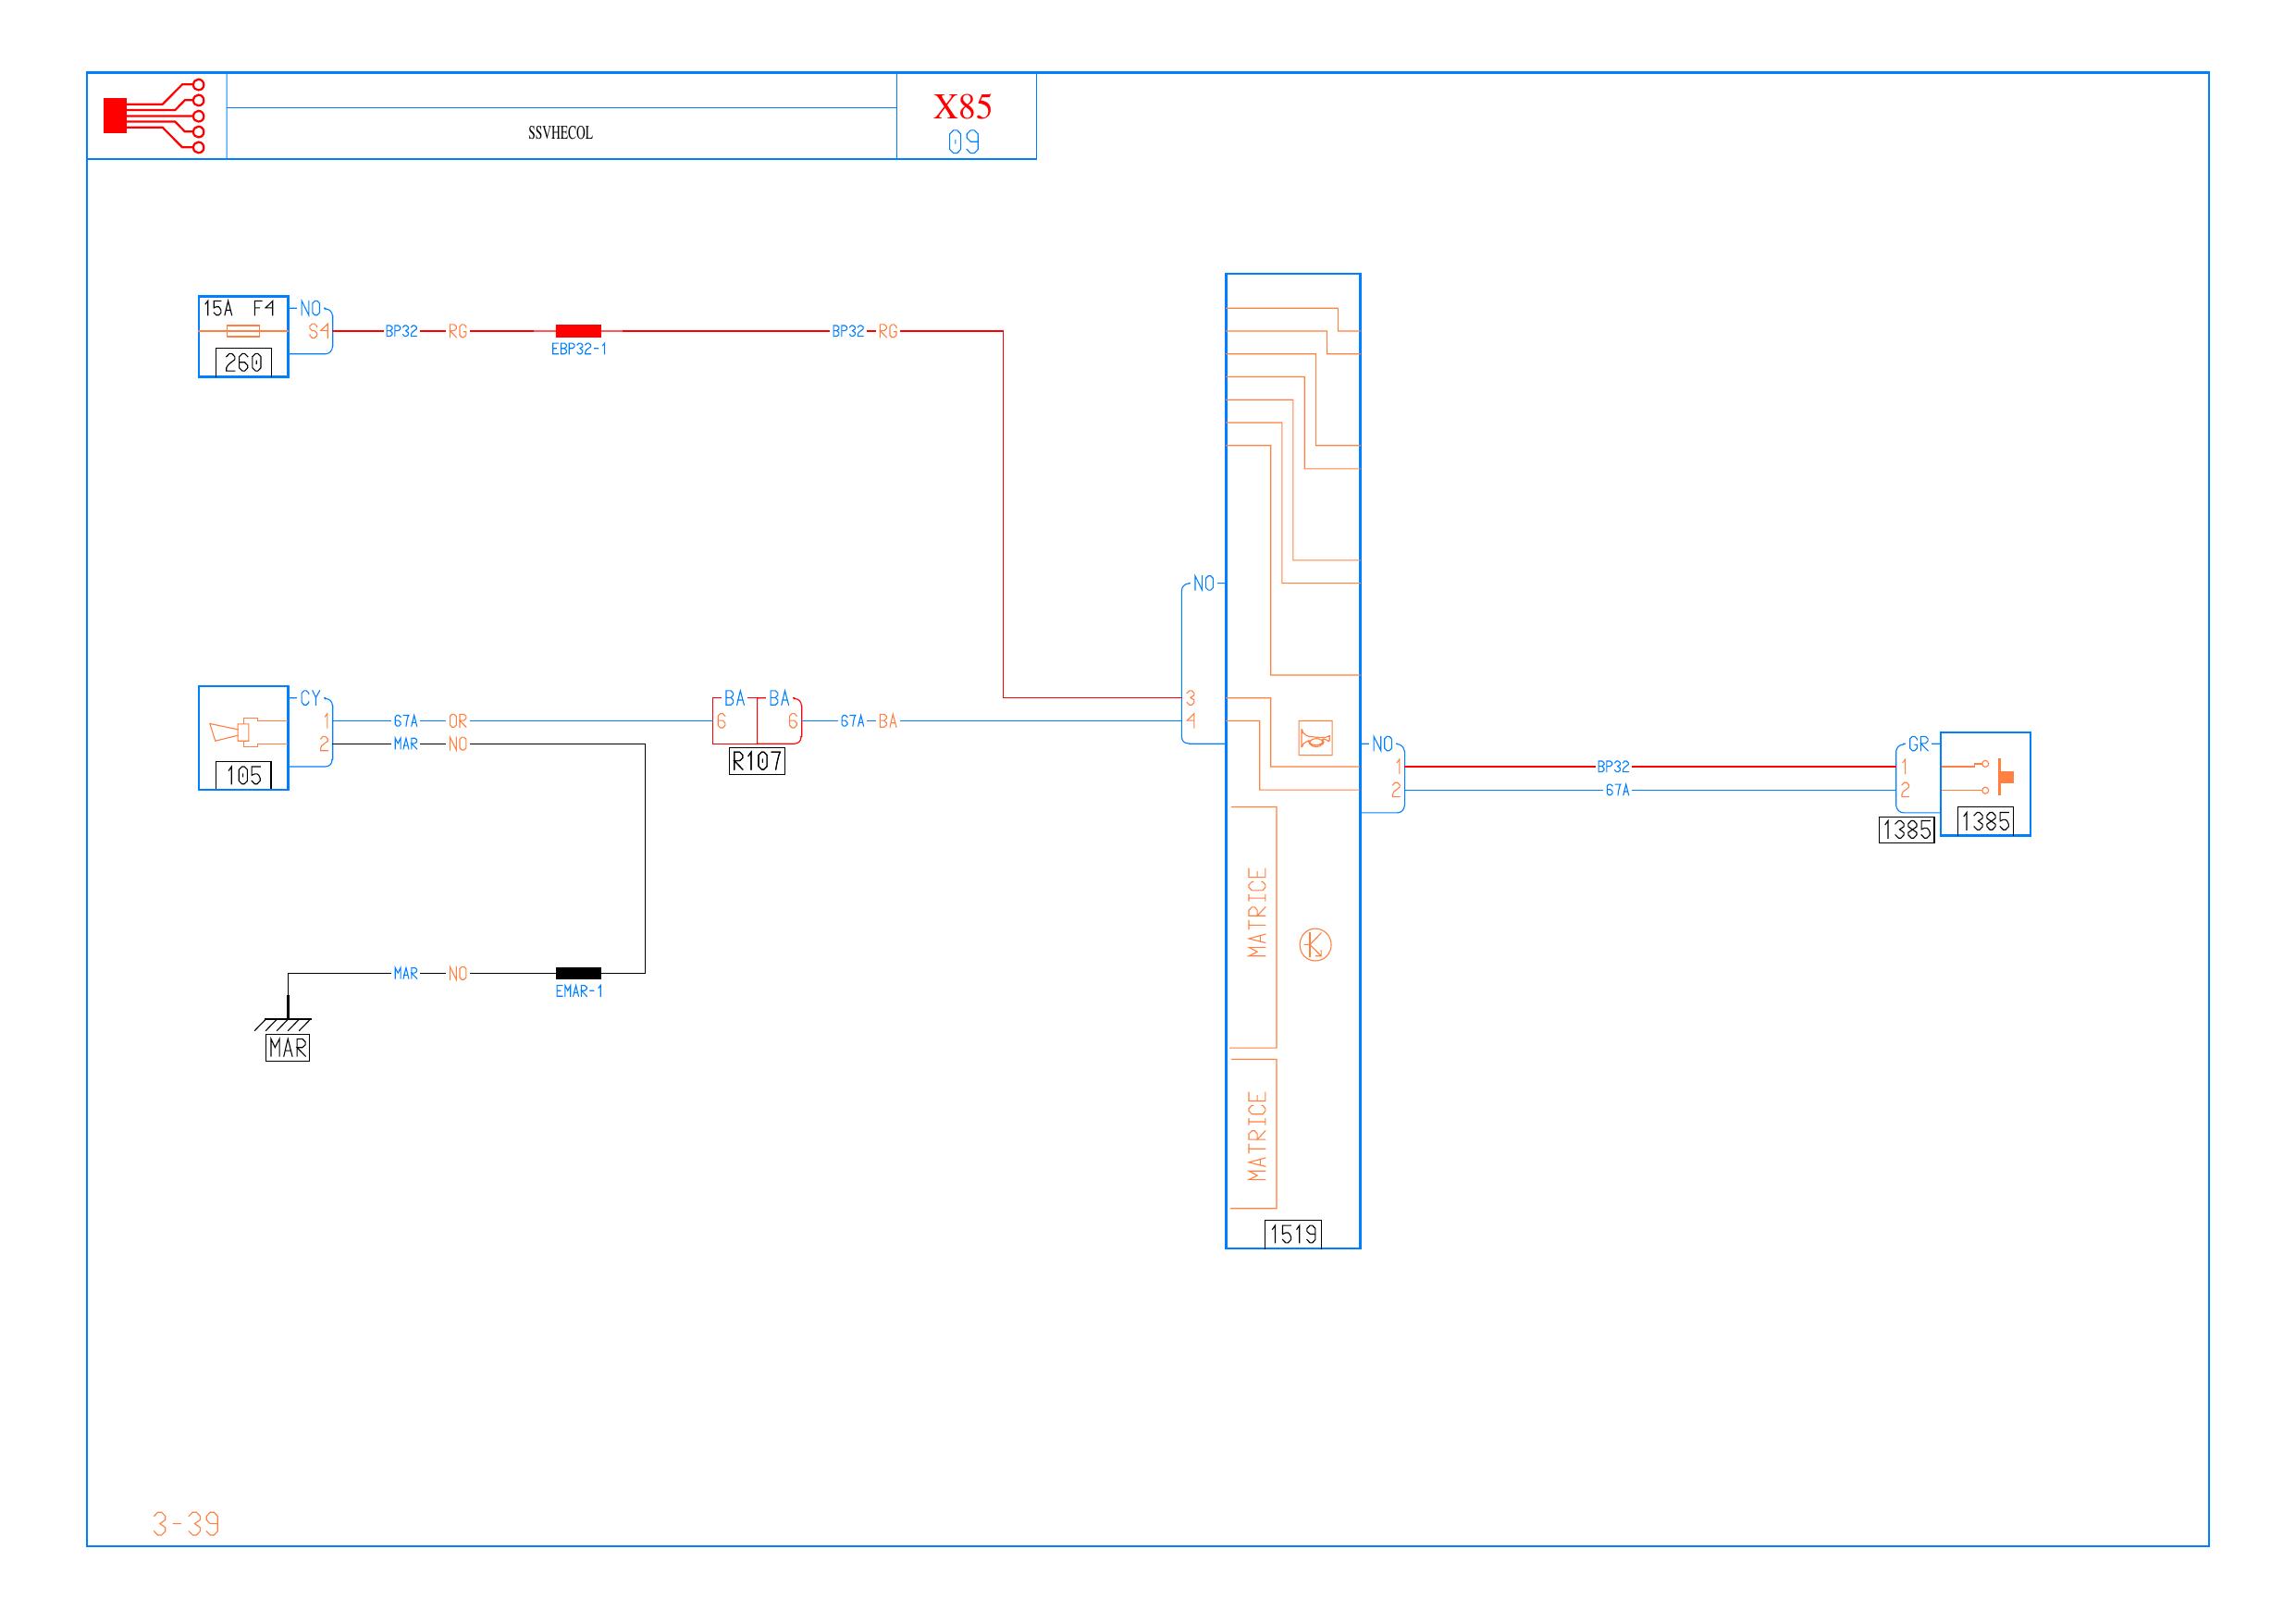 X85
SSVHECOL
09
15A F4 NO
S4 BP32 RG BP32 RG
EBP32-1
260
NO
CY BA BA 3
1 67A OR 6 6 67A BA 4
2 MAR NO NO GR
R107
105
1 BP32 1
2 67A 2
1385 1385
MATRICE
MAR NO
EMAR-1
MAR
MATRICE
1519
3-39